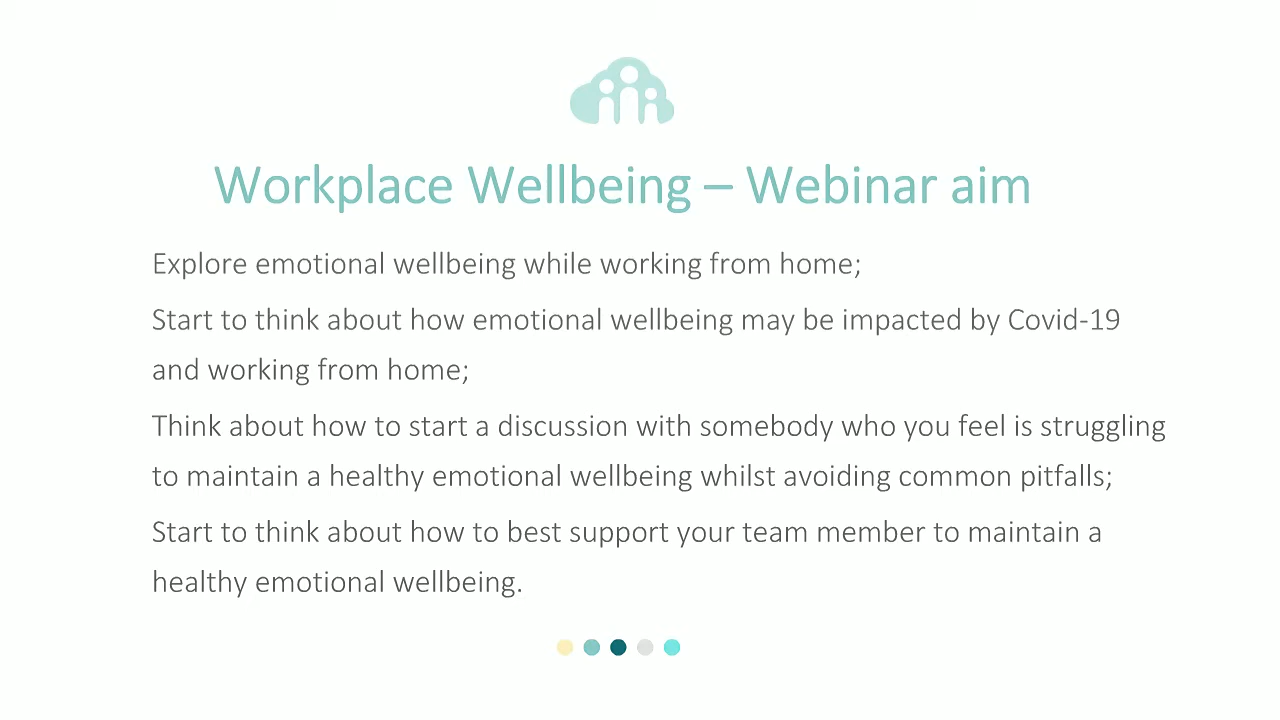 Workplace Wellbeing – Webinar aim
Explore emotional wellbeing while working from home;
Start to think about how emotional wellbeing may be impacted by Covid-19
and working from home;
Think about how to start a discussion with somebody who you feel is struggling
to maintain a healthy emotional wellbeing whilst avoiding common pitfalls;
Start to think about how to best support your team member to maintain a
healthy emotional wellbeing.